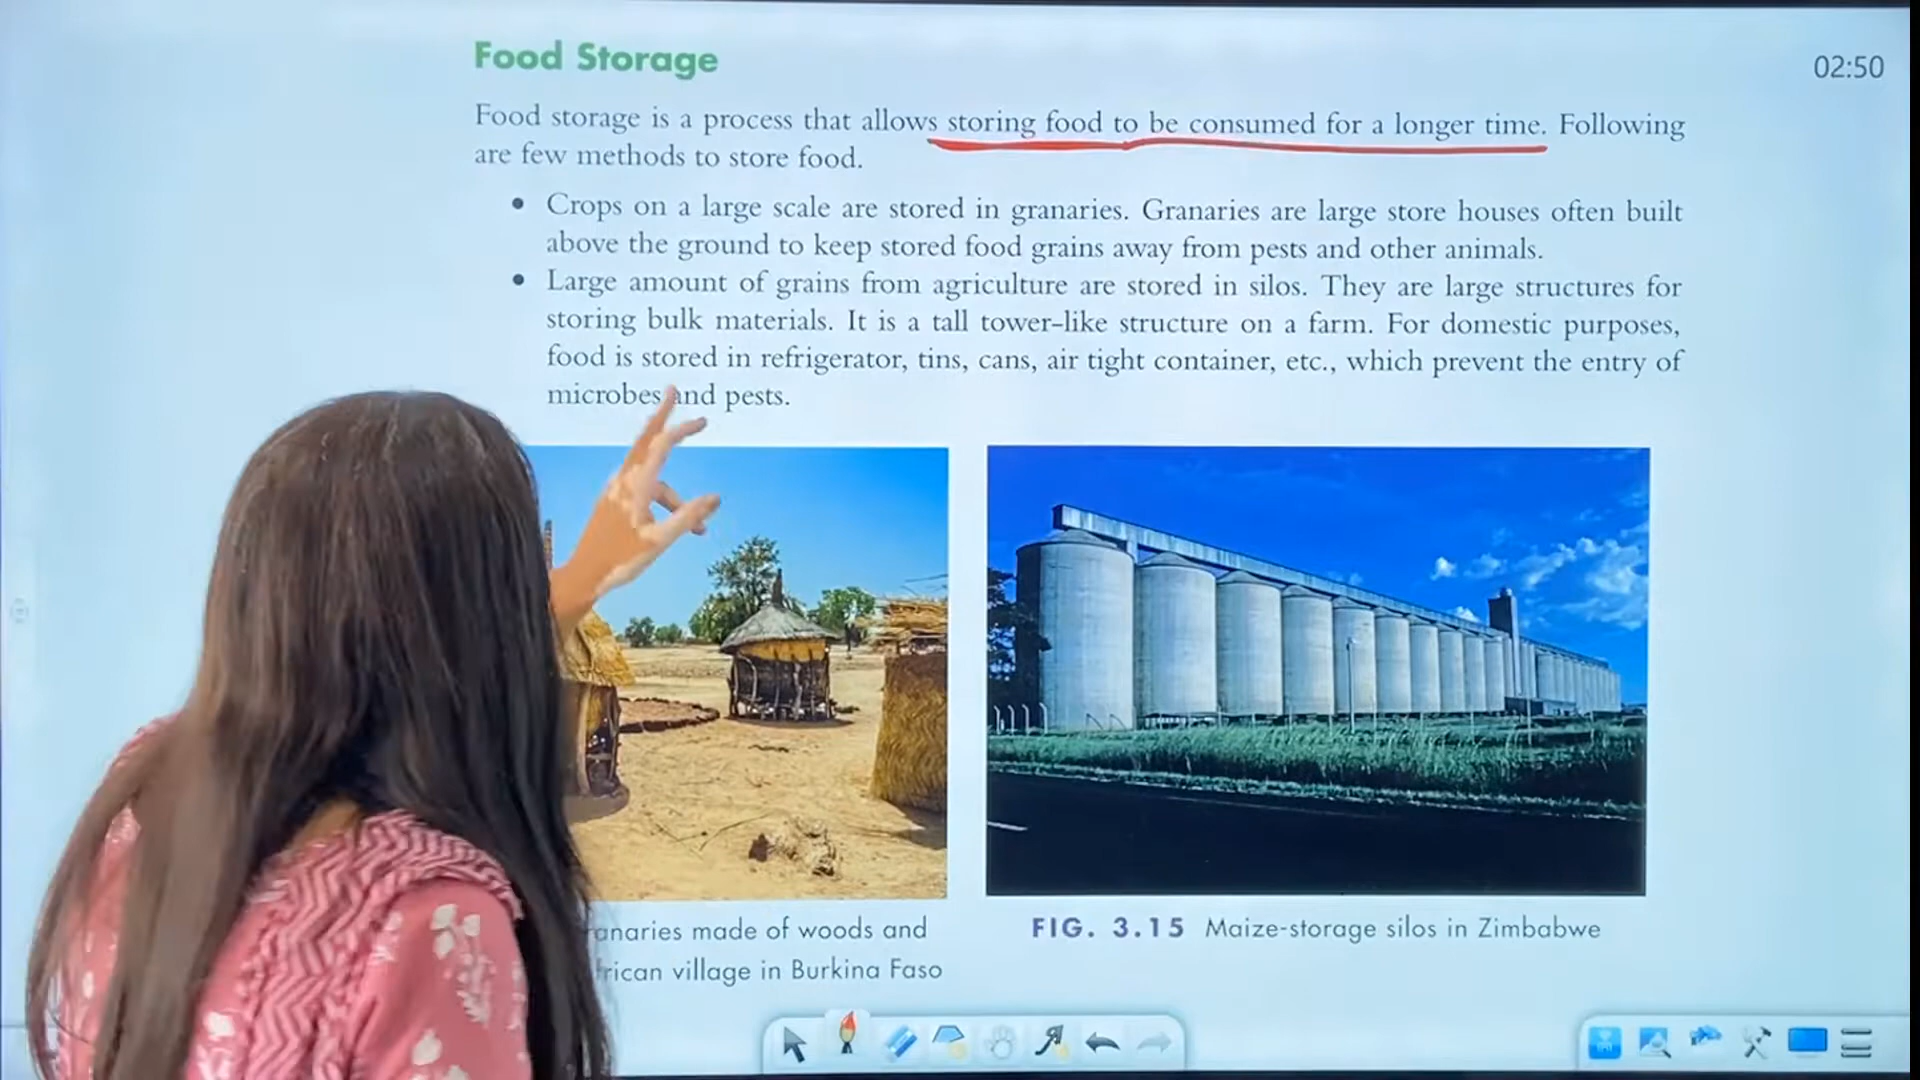 Food Storage
02:50
Food storage is a process that allows storing food to be consumed for a longer time. Following
are few methods to store food.
• Crops on a large scale are stored in granaries. Granaries are large store houses often built
above the ground to keep stored food grains away from pests and other animals.
• Large amount of grains from agriculture are stored in silos. They are large structures for
storing bulk materials. It is a tall tower-like structure on a farm. For domestic purposes,
food is stored in refrigerator, tins, cans, air tight container, etc., which prevent the entry of
microbes and pests.
anaries made of woods and
rican village in Burkina Faso
FIG. 3.15 Maize-storage silos in Zimbabwe